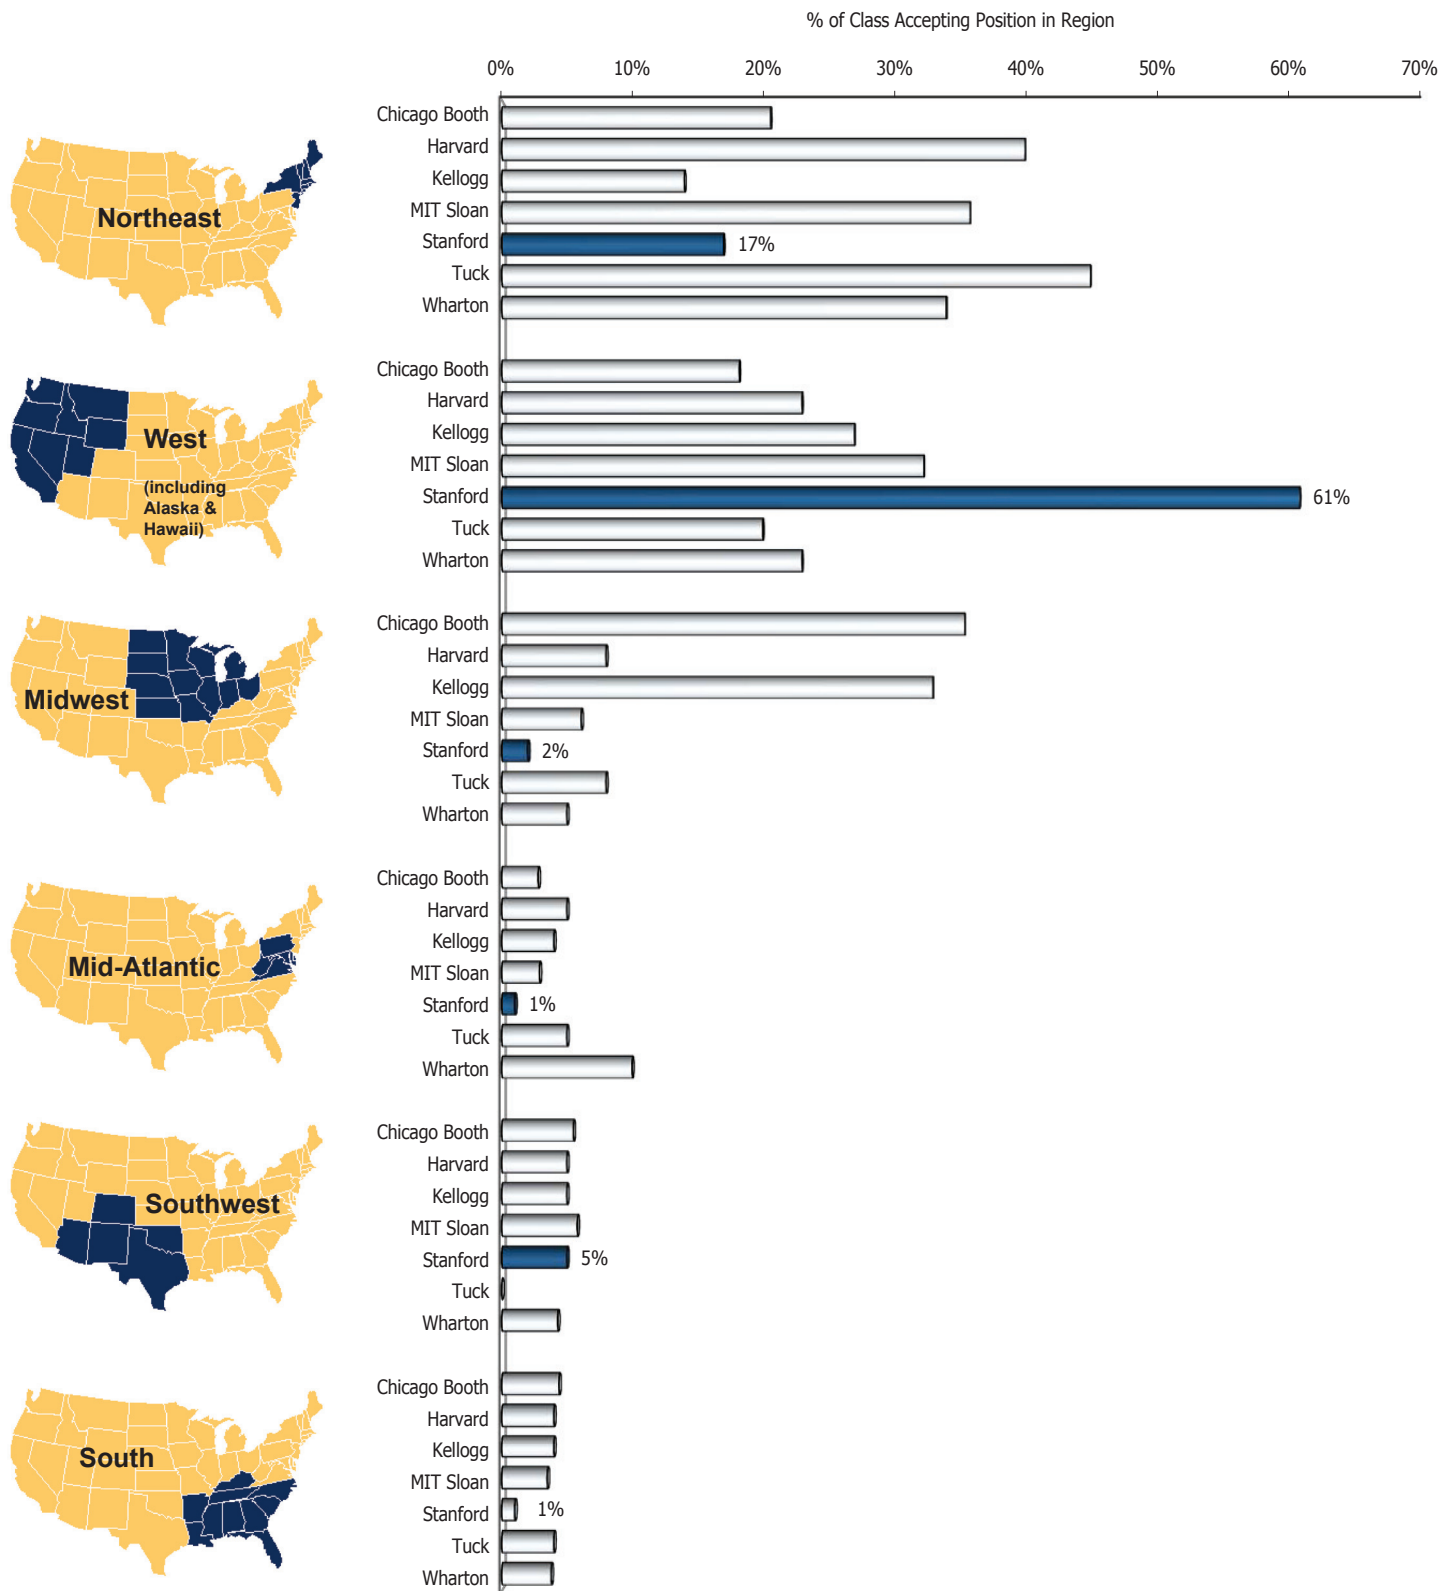 % of Class Accepting Position in Region
0% 10% 20% 30% 40% 50% 60% 70%
Northeast
Chicago Booth
Harvard
Kellogg
MIT Sloan
Stanford 17%
Tuck
Wharton
West
(including
Alaska &
Hawaii)
Chicago Booth
Harvard
Kellogg
MIT Sloan
Stanford 61%
Tuck
Wharton
Midwest
Chicago Booth
Harvard
Kellogg
MIT Sloan
Stanford 2%
Tuck
Wharton
Mid-Atlantic
Chicago Booth
Harvard
Kellogg
MIT Sloan
Stanford 1%
Tuck
Wharton
Southwest
Chicago Booth
Harvard
Kellogg
MIT Sloan
Stanford 5%
Tuck
Wharton
South
Chicago Booth
Harvard
Kellogg
MIT Sloan
Stanford 1%
Tuck
Wharton